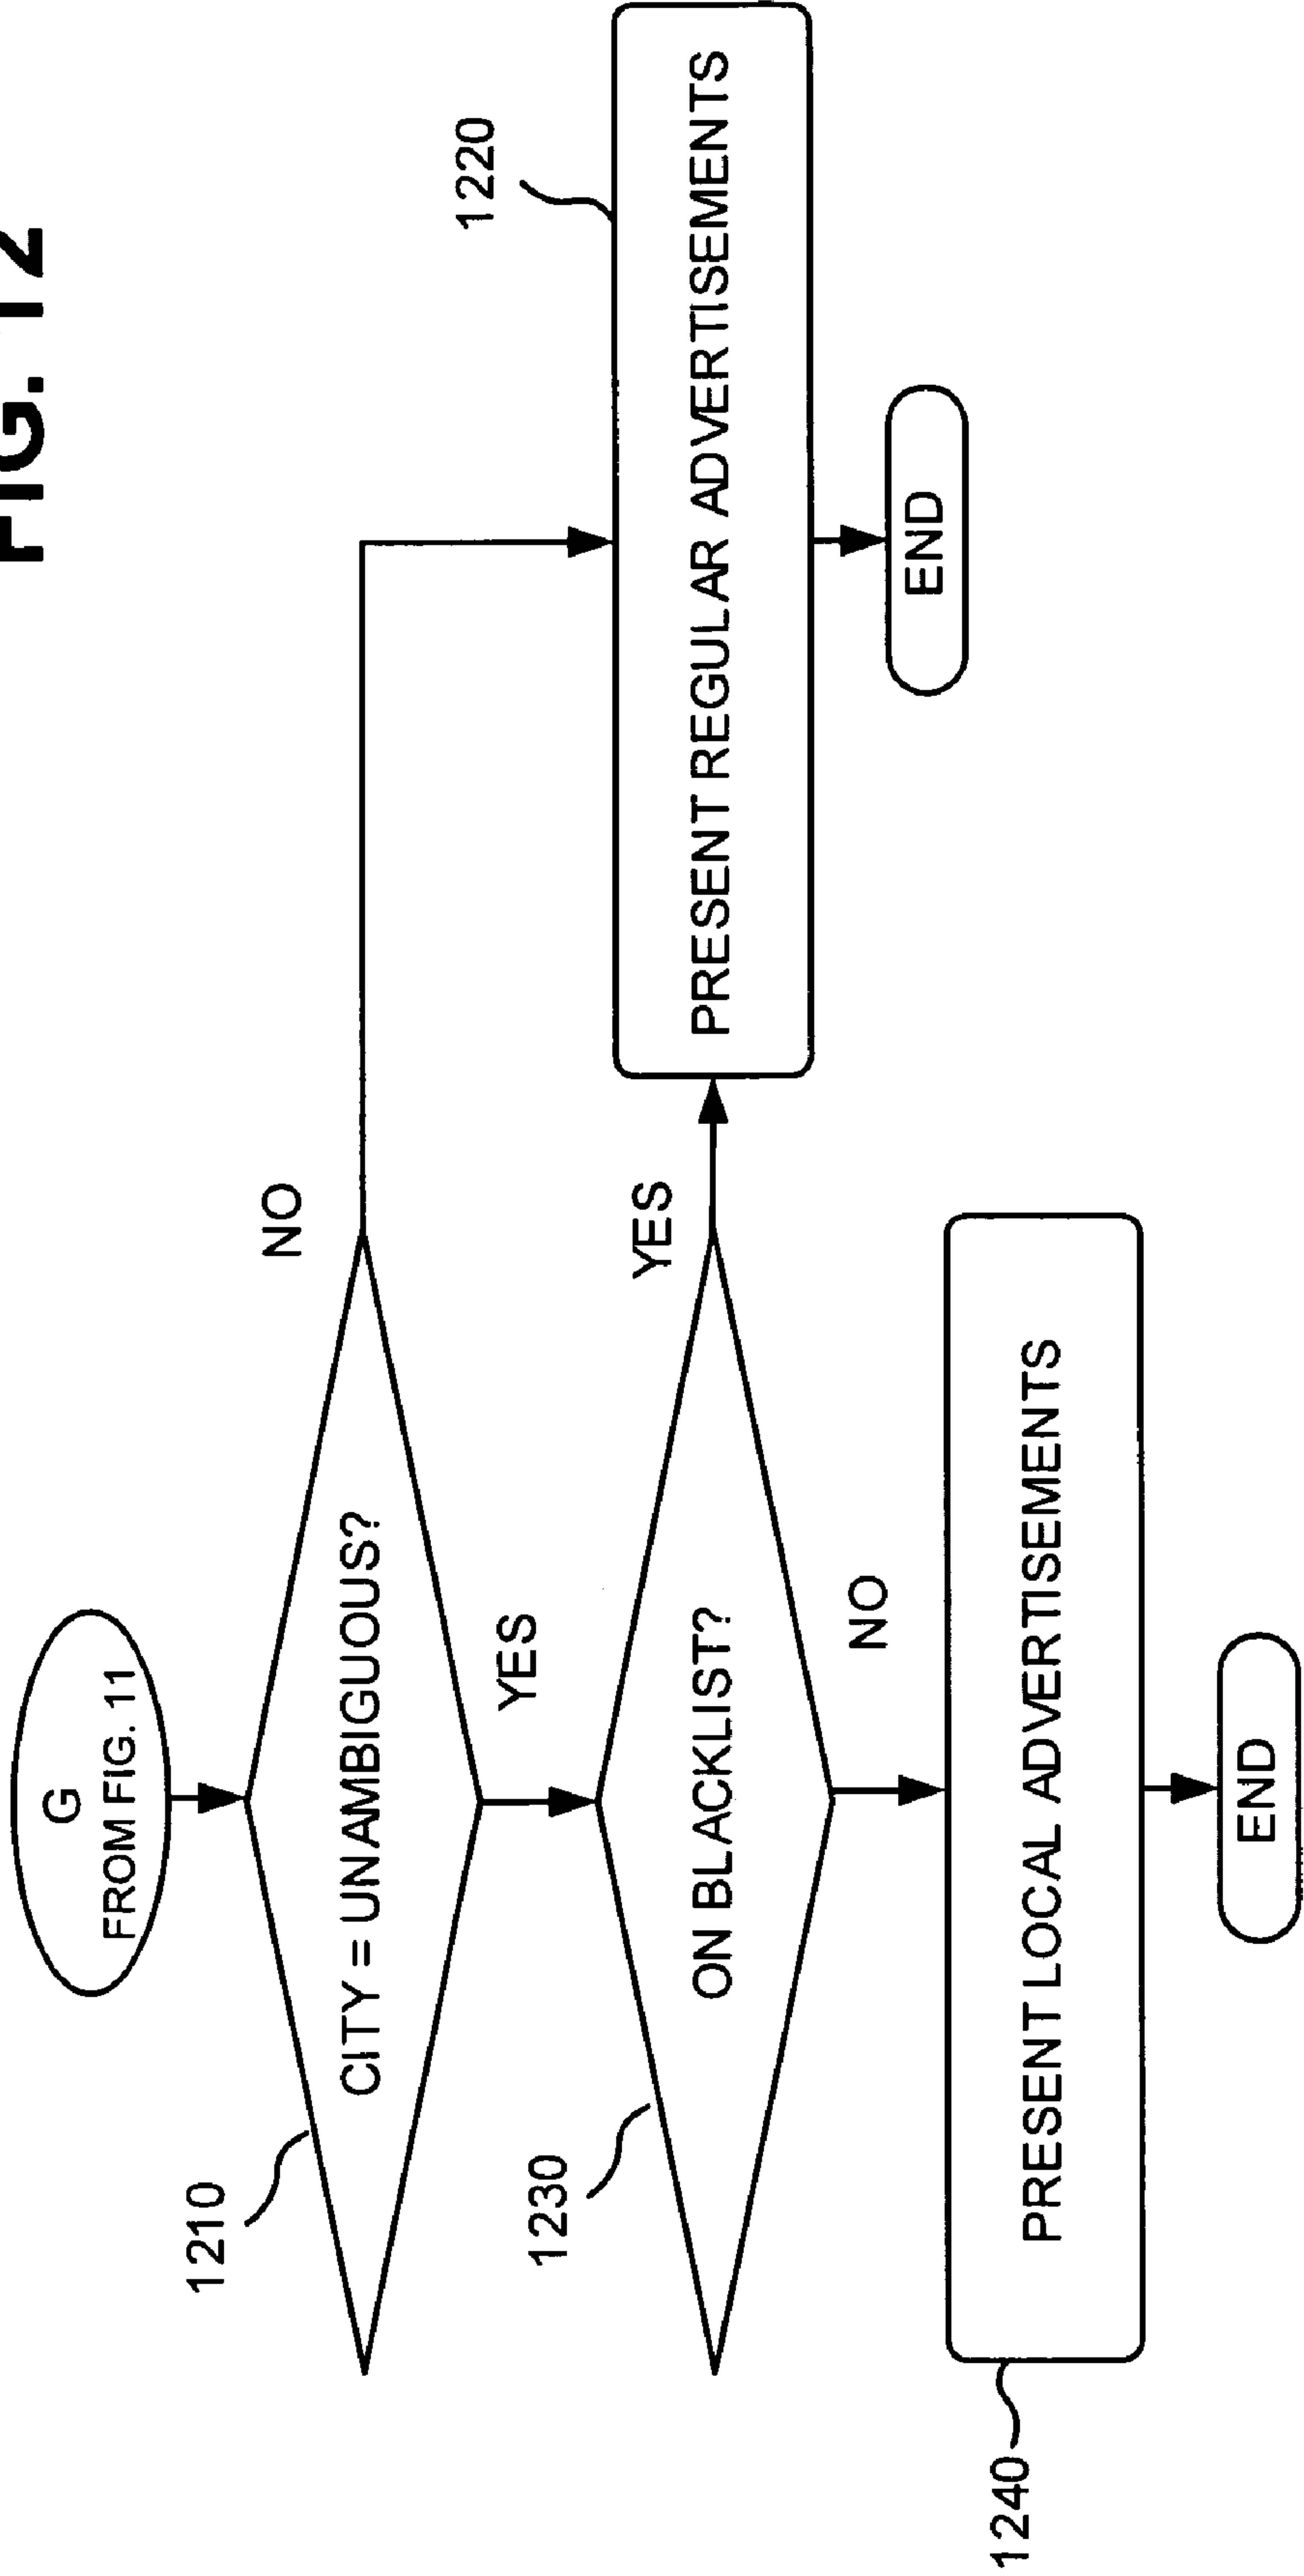 FIG. 12
G
FROM FIG. 11
1210
CITY = UNAMBIGUOUS?
NO
YES
1220
1230
ON BLACKLIST?
YES
PRESENT REGULAR ADVERTISEMENTS
NO
END
1240
PRESENT LOCAL ADVERTISEMENTS
END